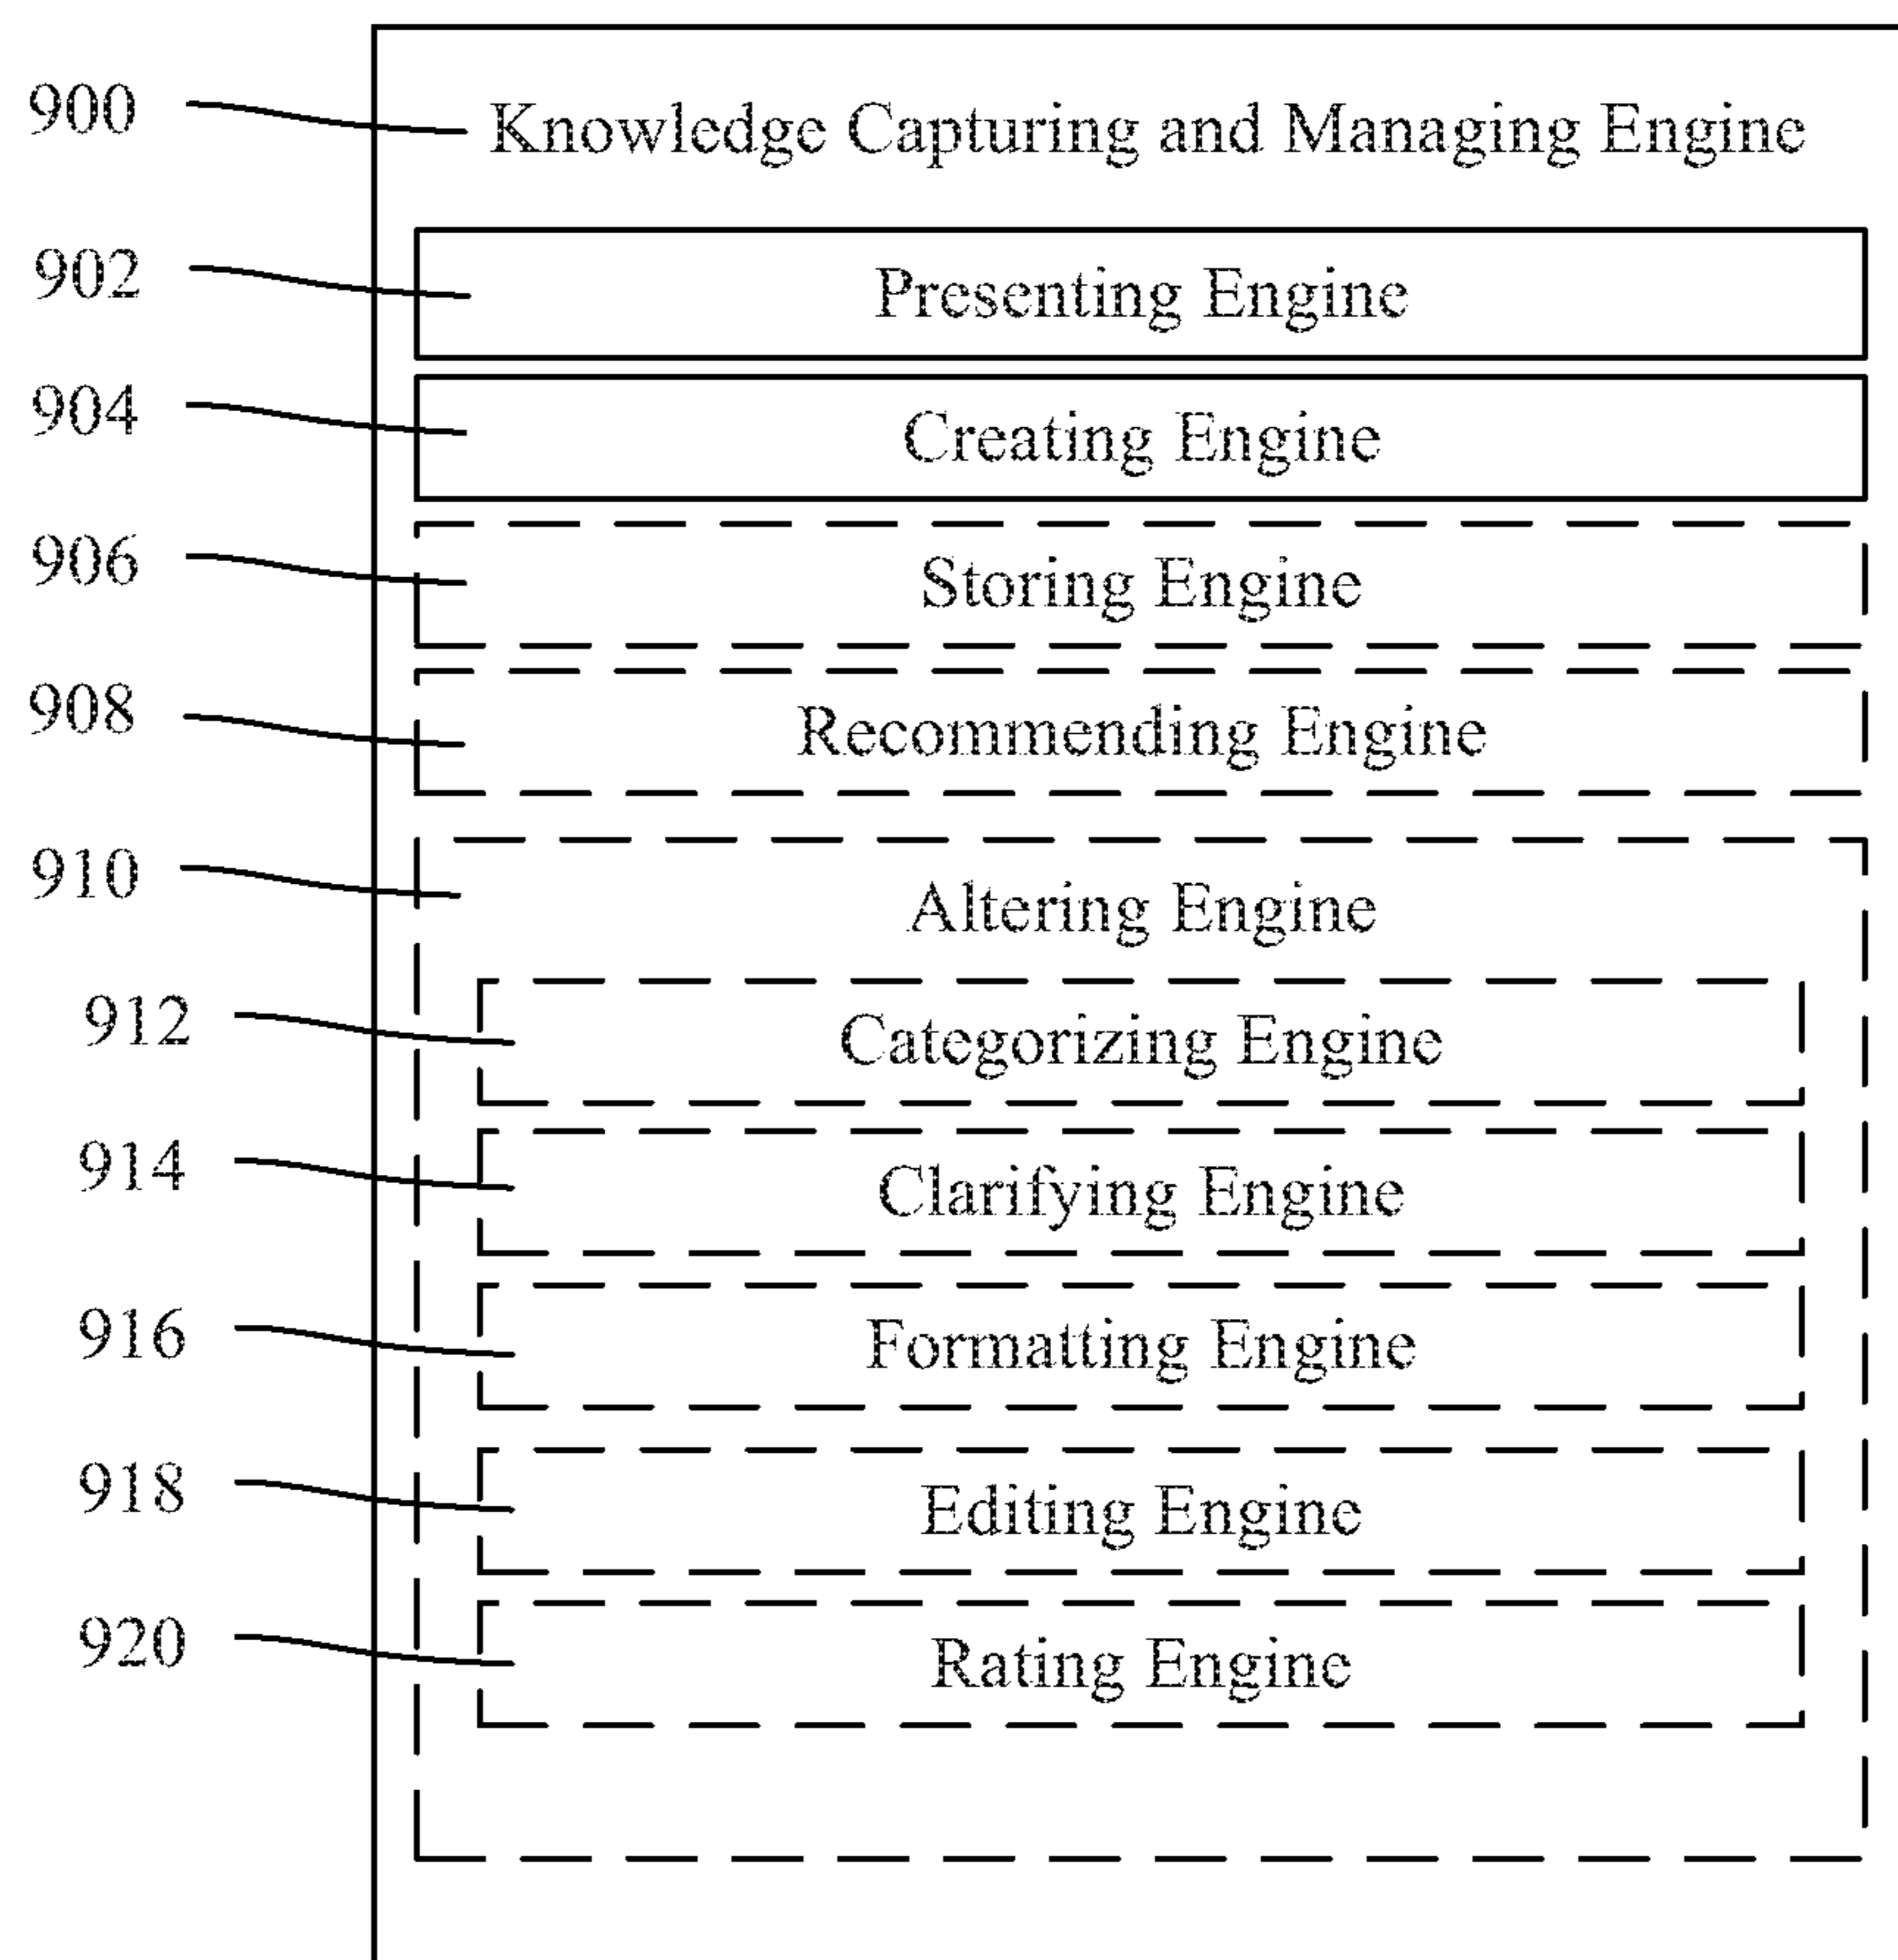 900 Knowledge Capturing and Managing Engine
902 Presenting Engine
904 Creating Engine
906 Storing Engine
908 Recommending Engine
910 Altering Engine
912 Categorizing Engine
914 Clarifying Engine
916 Formatting Engine
918 Editing Engine
920 Rating Engine